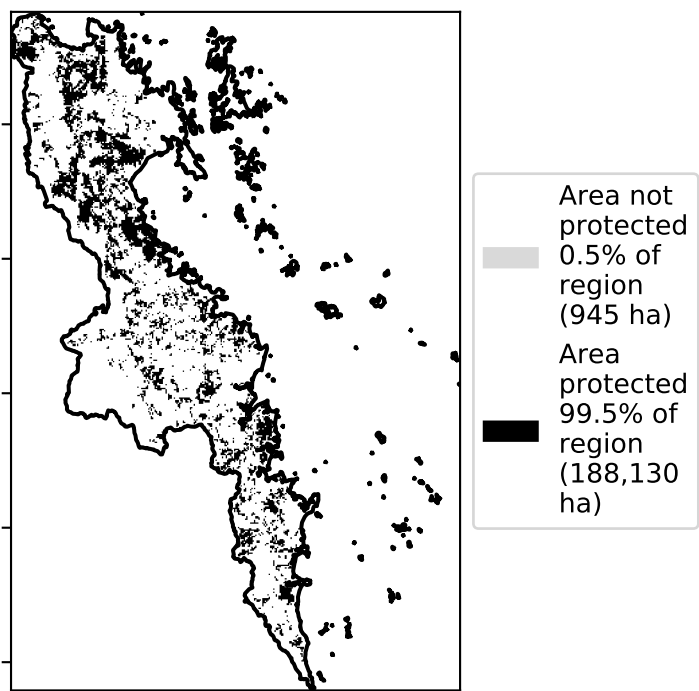 Area not
protected
0.5% of
region
(945 ha)
Area
protected
99.5% of
region
(188,130
ha)